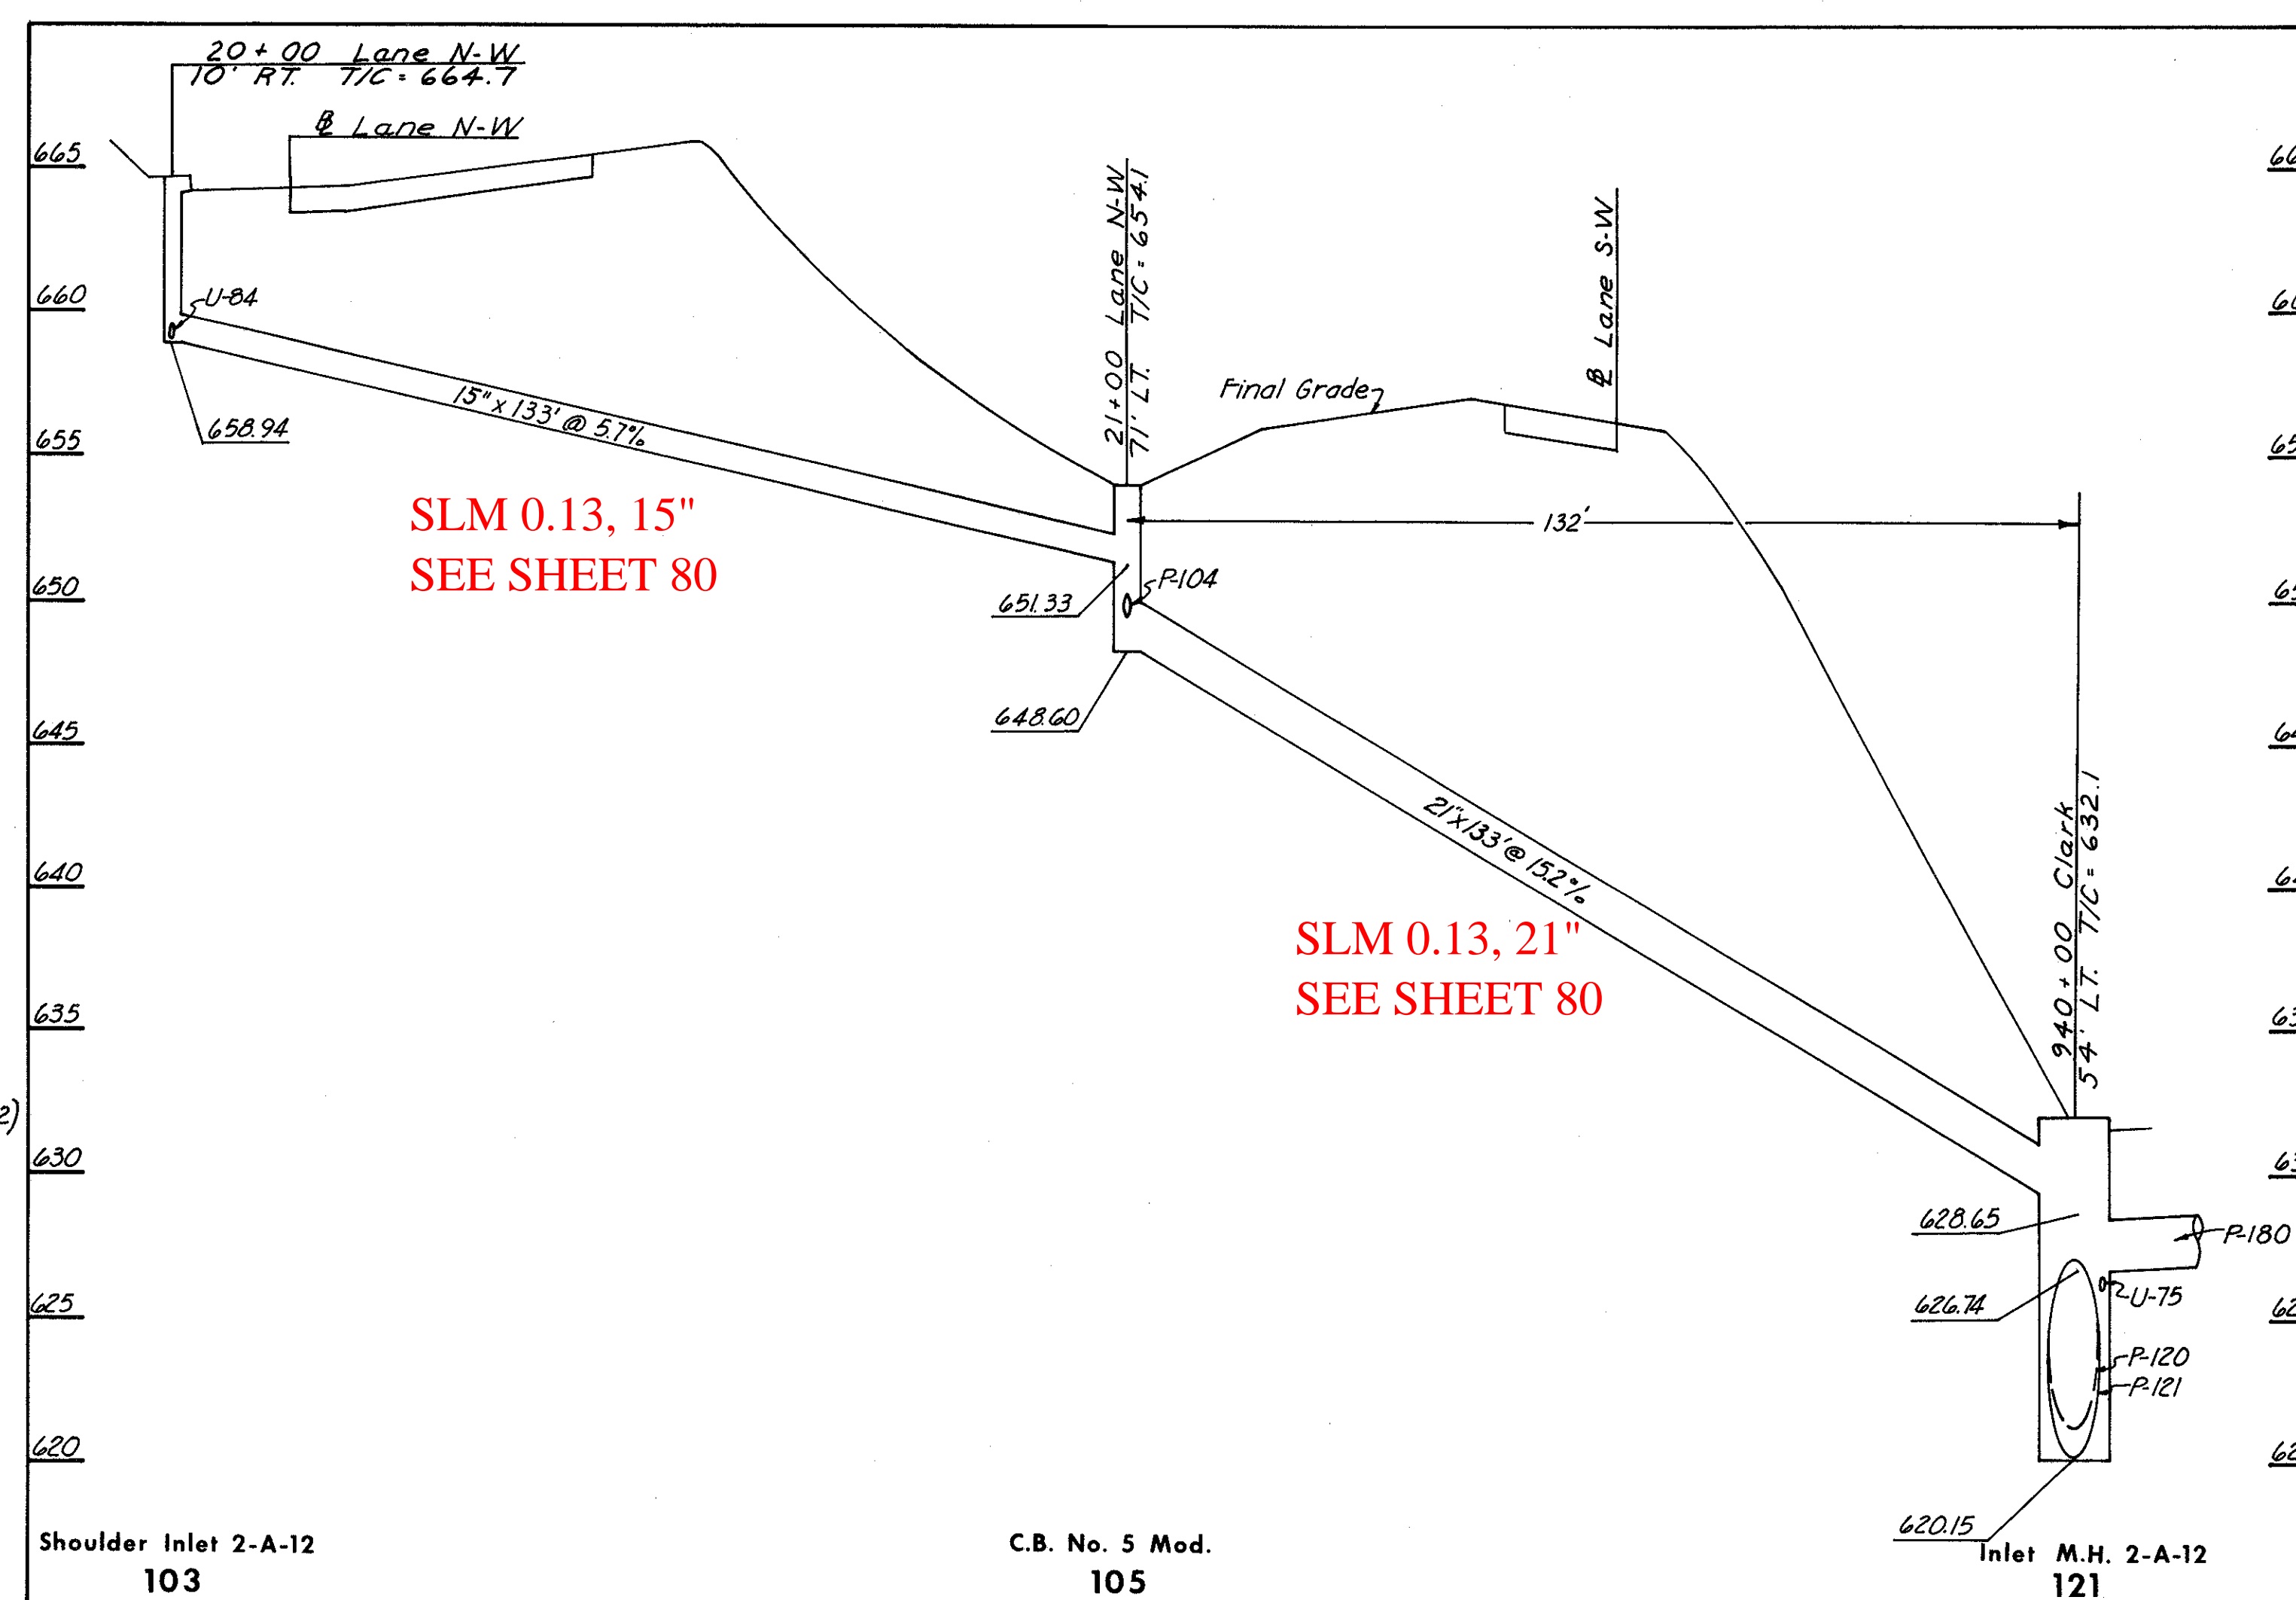 20+00 Lane N-W
10' RT. T/C = 664.7
℄ Lane N-W
665
660
655
650
645
640
635
630
625
620
U-84
658.94
15" x 133' @ 5.7%
SLM 0.13, 15"
SEE SHEET 80
21+00 Lane N-W
71' LT. T/C = 654.1
Final Grade
℄ Lane S-W
132'
651.33
P-104
648.60
21" x 133' @ 15.2%
SLM 0.13, 21"
SEE SHEET 80
940+00 Clark
54' LT. T/C = 632.1
628.65
P-180
626.74
U-75
P-120
P-121
620.15
Shoulder Inlet 2-A-12
103
C.B. No. 5 Mod.
105
Inlet M.H. 2-A-12
121